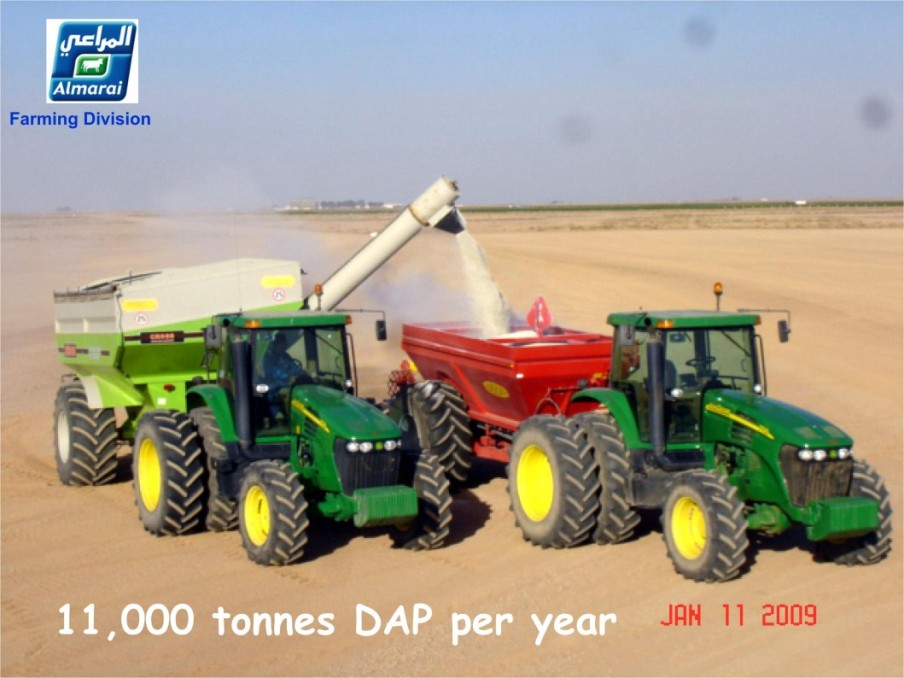 المراعي
Almarai
Farming Division
11,000 tonnes DAP per year
JAN 11 2009